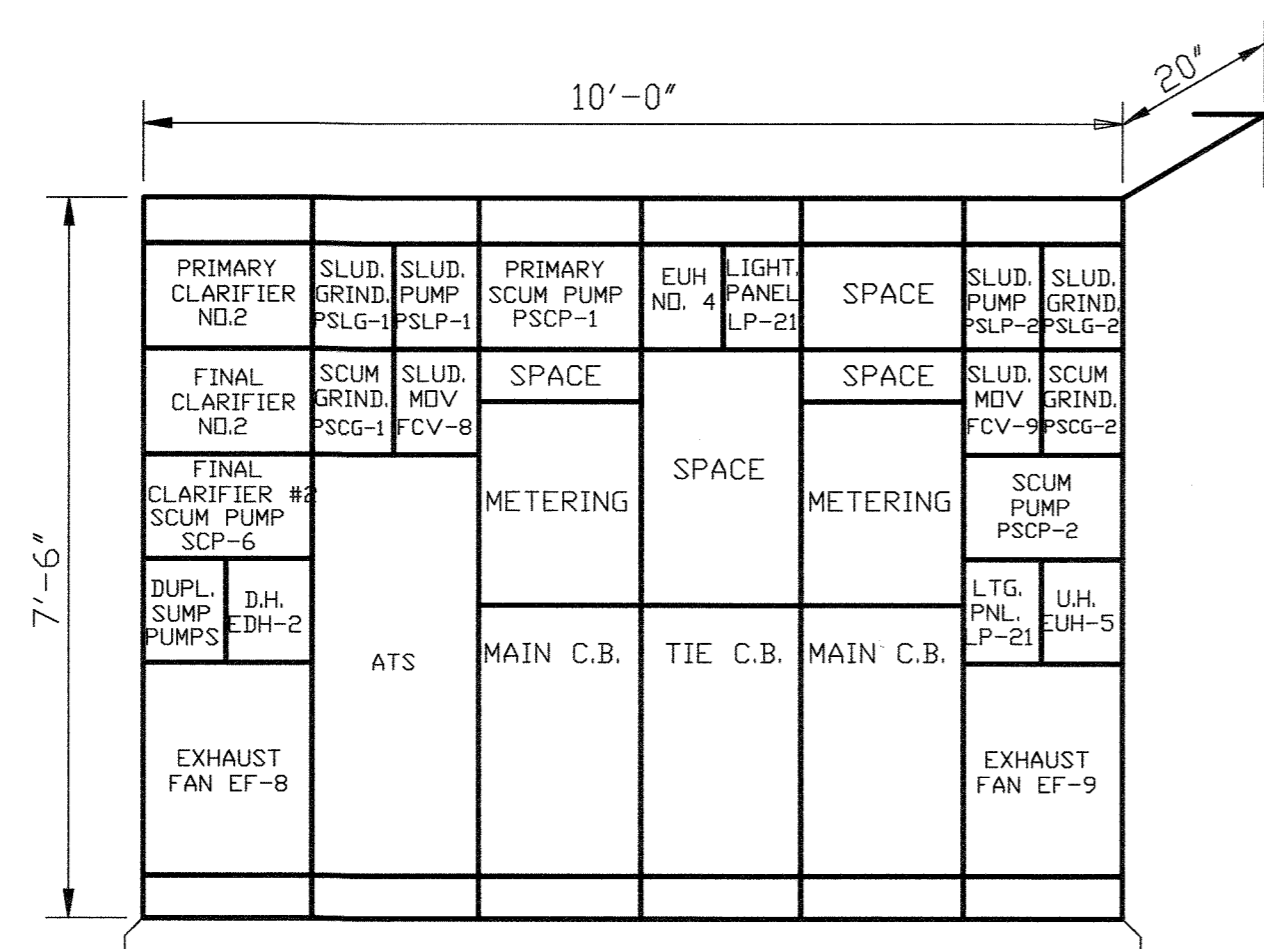 10'-0"
20"
7'-6"
PRIMARY
CLARIFIER
NO.2
SLUD.
GRIND.
PSLG-1
SLUD.
PUMP
PSLP-1
PRIMARY
SCUM PUMP
PSCP-1
EUH
NO. 4
LIGHT.
PANEL
LP-21
SPACE
SLUD.
PUMP
PSLP-2
SLUD.
GRIND.
PSLG-2
FINAL
CLARIFIER
NO.2
SCUM
GRIND.
PSCG-1
SLUD.
MOV
FCV-8
SPACE
SPACE
SPACE
SLUD.
MOV
FCV-9
SCUM
GRIND.
PSCG-2
FINAL
CLARIFIER #2
SCUM PUMP
SCP-6
METERING
METERING
SCUM
PUMP
PSCP-2
DUPL.
SUMP
PUMPS
D.H.
EDH-2
LTG.
PNL.
LP-21
U.H.
EUH-5
ATS
MAIN C.B.
TIE C.B.
MAIN C.B.
EXHAUST
FAN EF-8
EXHAUST
FAN EF-9